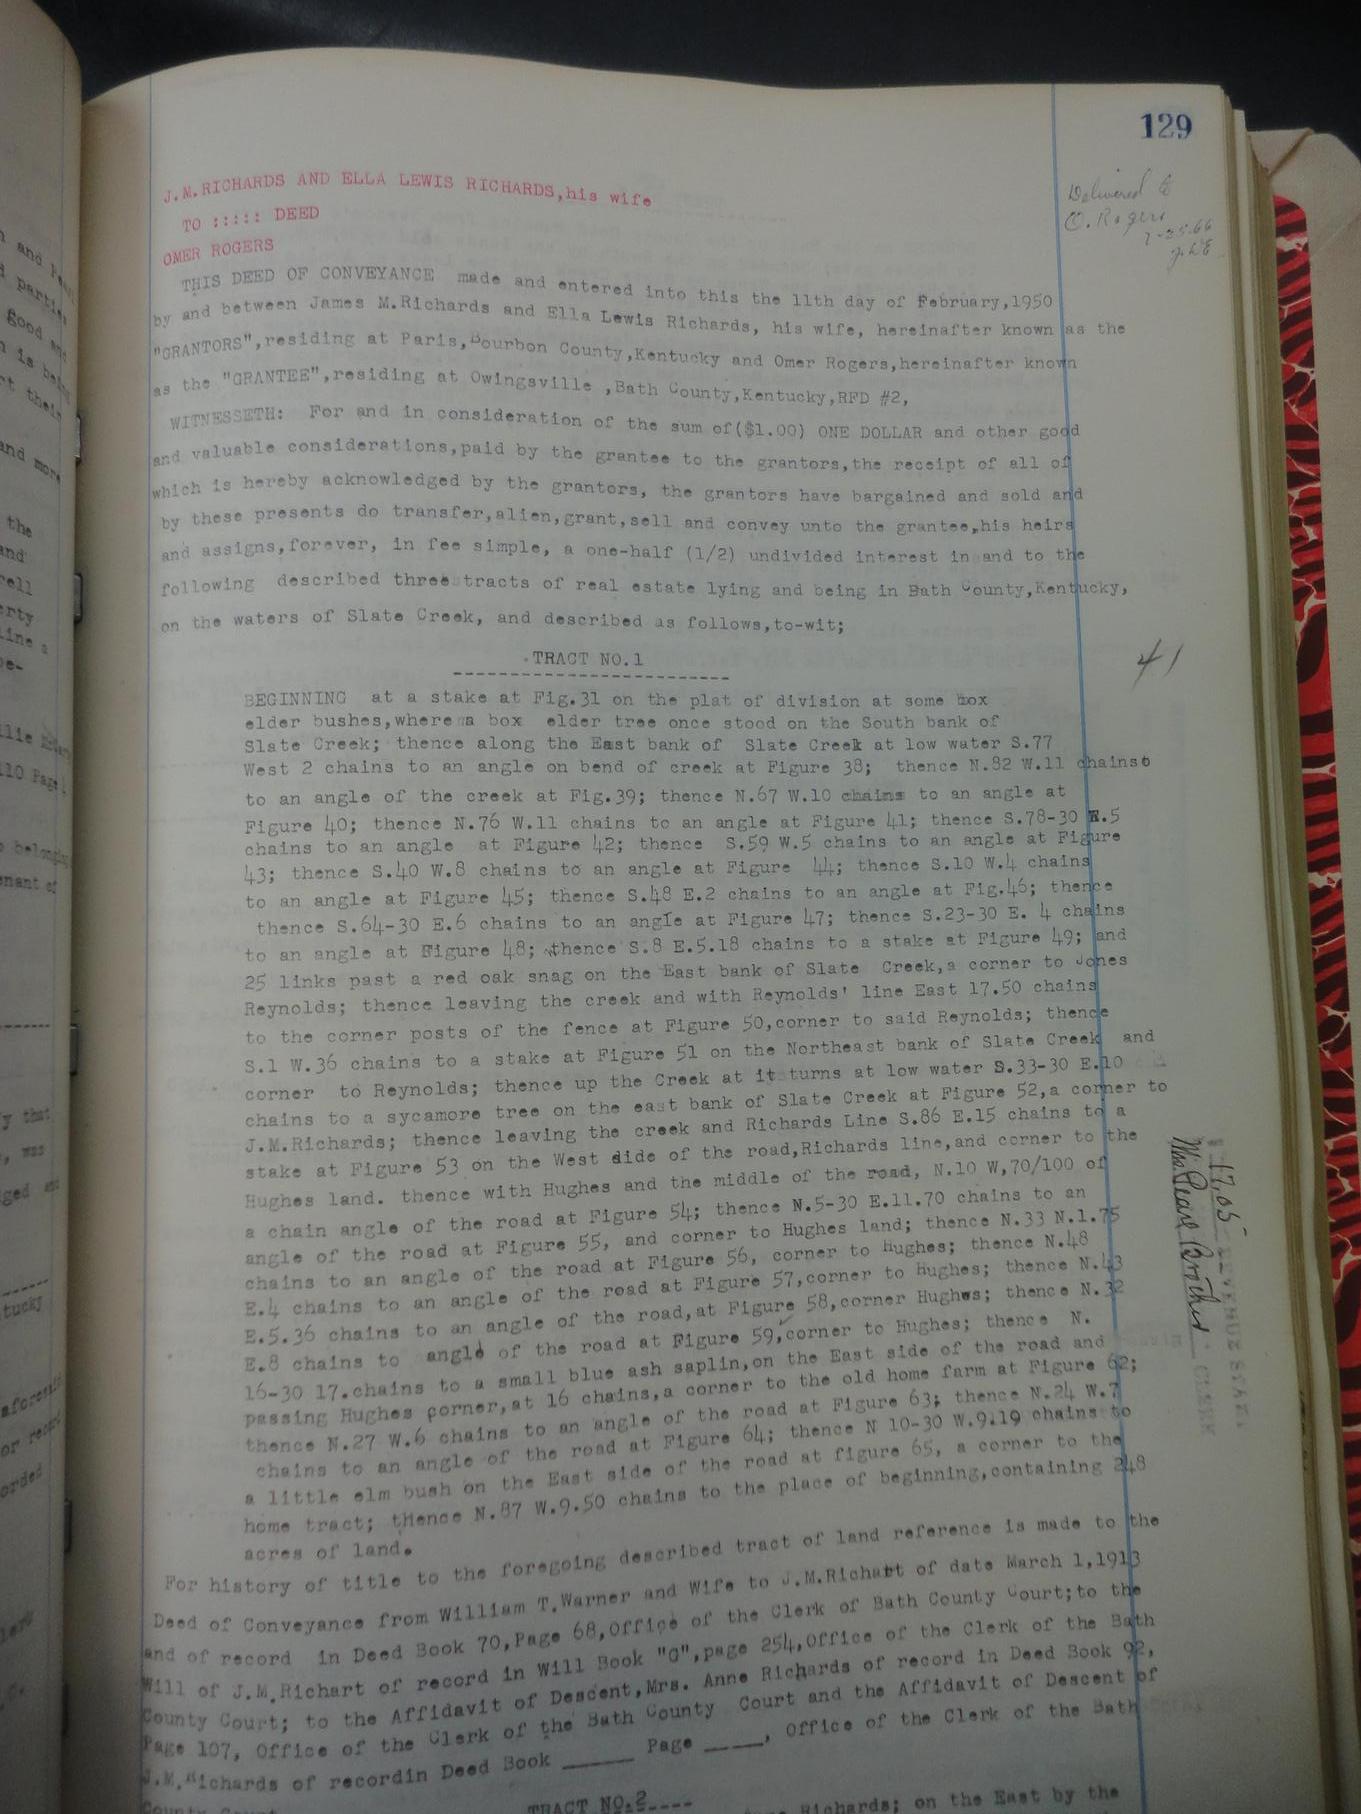 129
J.M.RICHARDS AND ELLA LEWIS RICHARDS,his wife
TO ::::: DEED
OMER ROGERS
Delivered to
O. Rogers
7-25-66
THIS DEED OF CONVEYANCE made and entered into this the 11th day of February,1950
by and between James M.Richards and Ella Lewis Richards, his wife, hereinafter known as the
"GRANTORS",residing at Paris,Bourbon County,Kentucky and Omer Rogers,hereinafter known
as the "GRANTEE",residing at Owingsville ,Bath County,Kentucky,RFD #2,
WITNESSETH: For and in consideration of the sum of($1.00) ONE DOLLAR and other good
and valuable considerations,paid by the grantee to the grantors,the receipt of all of
which is hereby acknowledged by the grantors, the grantors have bargained and sold and
by these presents do transfer,alien,grant,sell and convey unto the grantee,his heirs
and assigns,forever, in fee simple, a one-half (1/2) undivided interest in and to the
following described three tracts of real estate lying and being in Bath County,Kentucky,
on the waters of Slate Creek, and described as follows,to-wit;
TRACT NO.1
41
BEGINNING at a stake at Fig.31 on the plat of division at some box
elder bushes,where a box elder tree once stood on the South bank of
Slate Creek; thence along the East bank of Slate Creek at low water S.77
West 2 chains to an angle on bend of creek at Figure 38; thence N.82 W.11 chainso
to an angle of the creek at Fig.39; thence N.67 W.10 chains to an angle at
Figure 40; thence N.76 W.11 chains to an angle at Figure 41; thence S.78-30 W.5
chains to an angle at Figure 42; thence S.59 W.5 chains to an angle at Figure
43; thence S.40 W.8 chains to an angle at Figure 44; thence S.10 W.4 chains
to an angle at Figure 45; thence S.48 E.2 chains to an angle at Fig.46; thence
thence S.64-30 E.6 chains to an angle at Figure 47; thence S.23-30 E. 4 chains
to an angle at Figure 48; thence S.8 E.5.18 chains to a stake at Figure 49; and
25 links past a red oak snag on the East bank of Slate Creek,a corner to Jones
Reynolds; thence leaving the creek and with Reynolds' line East 17.50 chains
to the corner posts of the fence at Figure 50,corner to said Reynolds; thence
S.1 W.36 chains to a stake at Figure 51 on the Northeast bank of Slate Creek and
corner to Reynolds; thence up the Creek at it turns at low water S.33-30 E.10
chains to a sycamore tree on the east bank of Slate Creek at Figure 52,a corner to
J.M.Richards; thence leaving the creek and Richards Line S.86 E.15 chains to a
stake at Figure 53 on the West dide of the road,Richards line,and corner to the
Hughes land. thence with Hughes and the middle of the road, N.10 W,70/100 of
a chain angle of the road at Figure 54; thence N.5-30 E.11.70 chains to an
angle of the road at Figure 55, and corner to Hughes land; thence N.33 N.1.75
chains to an angle of the road at Figure 56, corner to Hughes; thence N.48
E.4 chains to an angle of the road at Figure 57,corner to Hughes; thence N.43
E.5.36 chains to an angle of the road,at Figure 58,corner Hughws; thence N.32
E.8 chains to angle of the road at Figure 59,corner to Hughes; thence N.
16-30 17.chains to a small blue ash saplin,on the East side of the road and
passing Hughes corner,at 16 chains,a corner to the old home farm at Figure 62;
thence N.27 W.6 chains to an angle of the road at Figure 63; thence N.24 W.7
chains to an angle of the road at Figure 64; thence N 10-30 W.9.19 chains to
a little elm bush on the East side of the road at figure 65, a corner to the
home tract; thence N.87 W.9.50 chains to the place of beginning,containing 248
acres of land.
17.05
REVENUE STAMP
Mrs. Pearl Brother
CLERK
For history of title to the foregoing described tract of land reference is made to the
Deed of Conveyance from William T.Warner and Wife to J.M.Richart of date March 1,1913
and of record in Deed Book 70,Page 68,Office of the Clerk of Bath County Court;to the
Will of J.M.Richart of record in Will Book "O",page 254,Office of the Clerk of the Bath
County Court; to the Affidavit of Descent,Mrs. Anne Richards of record in Deed Book 92,
Page 107, Office of the Clerk of the Bath County Court and the Affidavit of Descent of
J.M.Richards of recordin Deed Book _____ Page _____, Office of the Clerk of the Bath
County Court
TRACT NO.2----
Richards; on the East by the